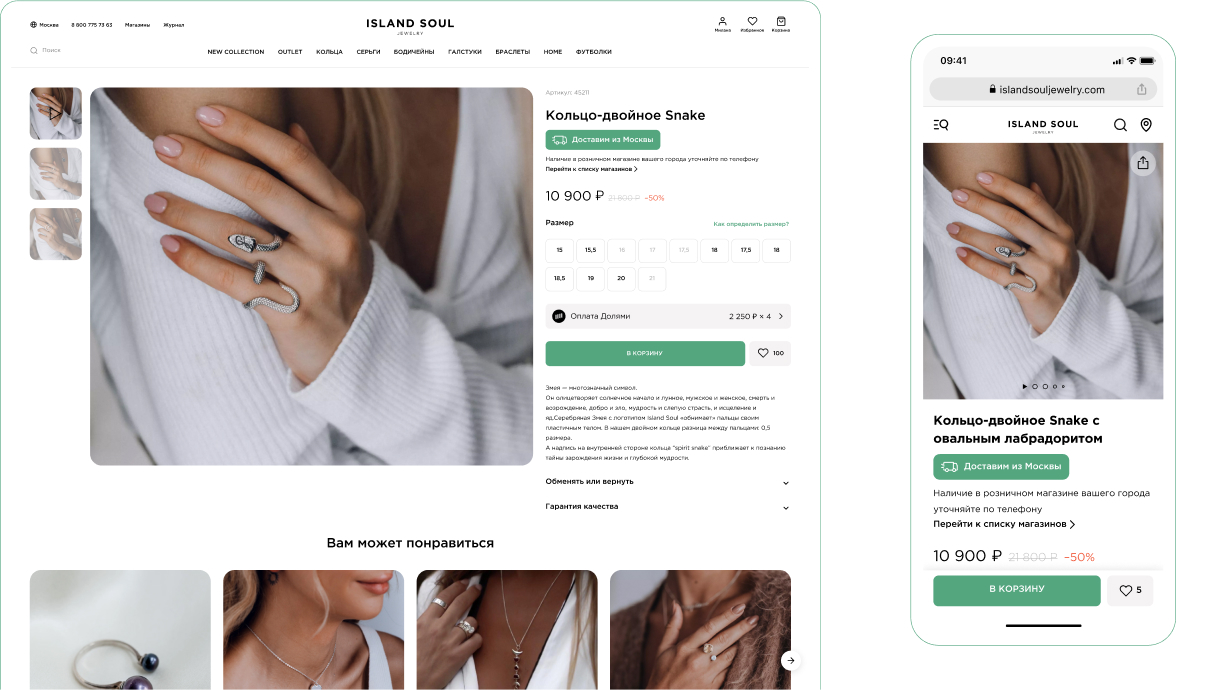 Москва
8 800 775 73 63
Магазины
Журнал
ISLAND SOUL
JEWELRY
Милана
Избранное
Корзина
Поиск
NEW COLLECTION
OUTLET
КОЛЬЦА
СЕРЬГИ
БОДИЧЕЙНЫ
ГАЛСТУКИ
БРАСЛЕТЫ
HOME
ФУТБОЛКИ
Артикул: 45211
Кольцо-двойное Snake
Доставим из Москвы
Наличие в розничном магазине вашего города уточняйте по телефону
Перейти к списку магазинов
10 900 ₽ 21 800 ₽ -50%
Размер
Как определить размер?
15 15,5 16 17 17,5 18 17,5 18
18,5 19 20 21
Оплата Долями
2 250 ₽ × 4
В КОРЗИНУ
100
Змея — многозначный символ.
Он олицетворяет солнечное начало и лунное, мужское и женское, смерть и
возрождение, добро и зло, мудрость и слепую страсть, и исцеление и
яд.Серебряная Змея с логотипом Island Soul «обнимает» пальцы своим
пластичным телом. В нашем двойном кольце разница между пальцами: 0,5
размера.
А надпись на внутренней стороне кольца "spirit snake" приближает к познанию
тайны зарождения жизни и глубокой мудрости.
Обменять или вернуть
Гарантия качества
Вам может понравиться
09:41
islandsouljewelry.com
ISLAND SOUL
JEWELRY
Кольцо-двойное Snake с
овальным лабрадоритом
Доставим из Москвы
Наличие в розничном магазине вашего города
уточняйте по телефону
Перейти к списку магазинов
10 900 ₽ 21 800 ₽ -50%
В КОРЗИНУ
5